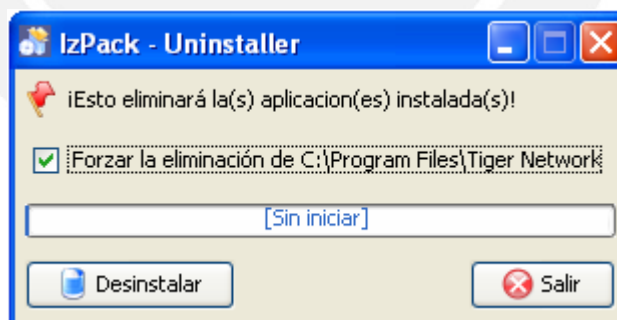 IzPack - Uninstaller
¡Esto eliminará la(s) aplicacion(es) instalada(s)!
Forzar la eliminación de C:\Program Files\Tiger Network
[Sin iniciar]
Desinstalar
Salir